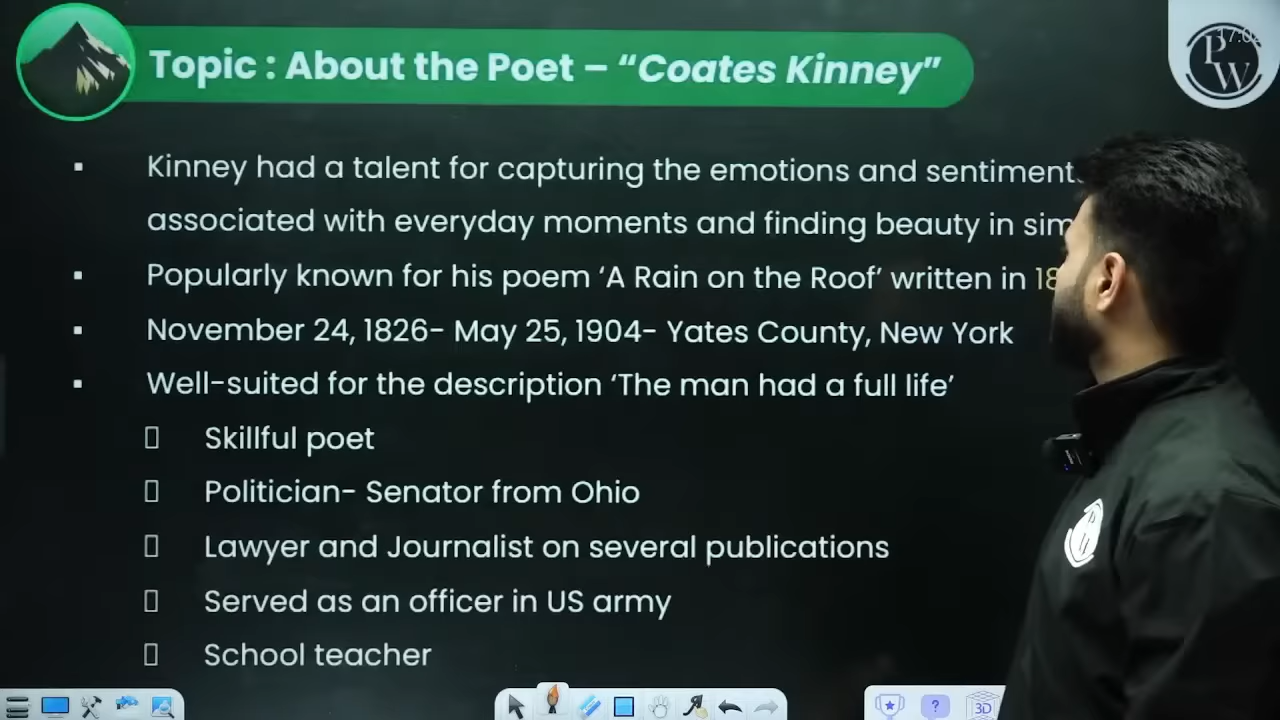 Topic : About the Poet – “Coates Kinney”
Kinney had a talent for capturing the emotions and sentiments
associated with everyday moments and finding beauty in sim
Popularly known for his poem ‘A Rain on the Roof’ written in 18
November 24, 1826- May 25, 1904- Yates County, New York
Well-suited for the description ‘The man had a full life’
Skillful poet
Politician- Senator from Ohio
Lawyer and Journalist on several publications
Served as an officer in US army
School teacher
PW
3D